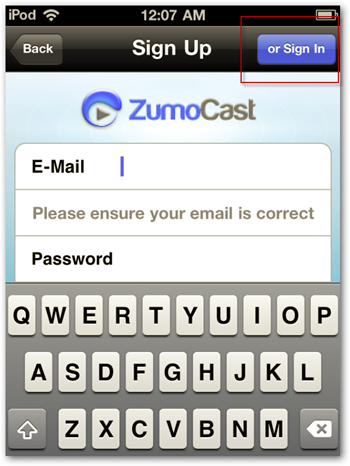 iPod 12:07 AM
Back Sign Up or Sign In
ZumoCast
E-Mail
Please ensure your email is correct
Password
Q W E R T Y U I O P
A S D F G H J K L
Z X C V B N M